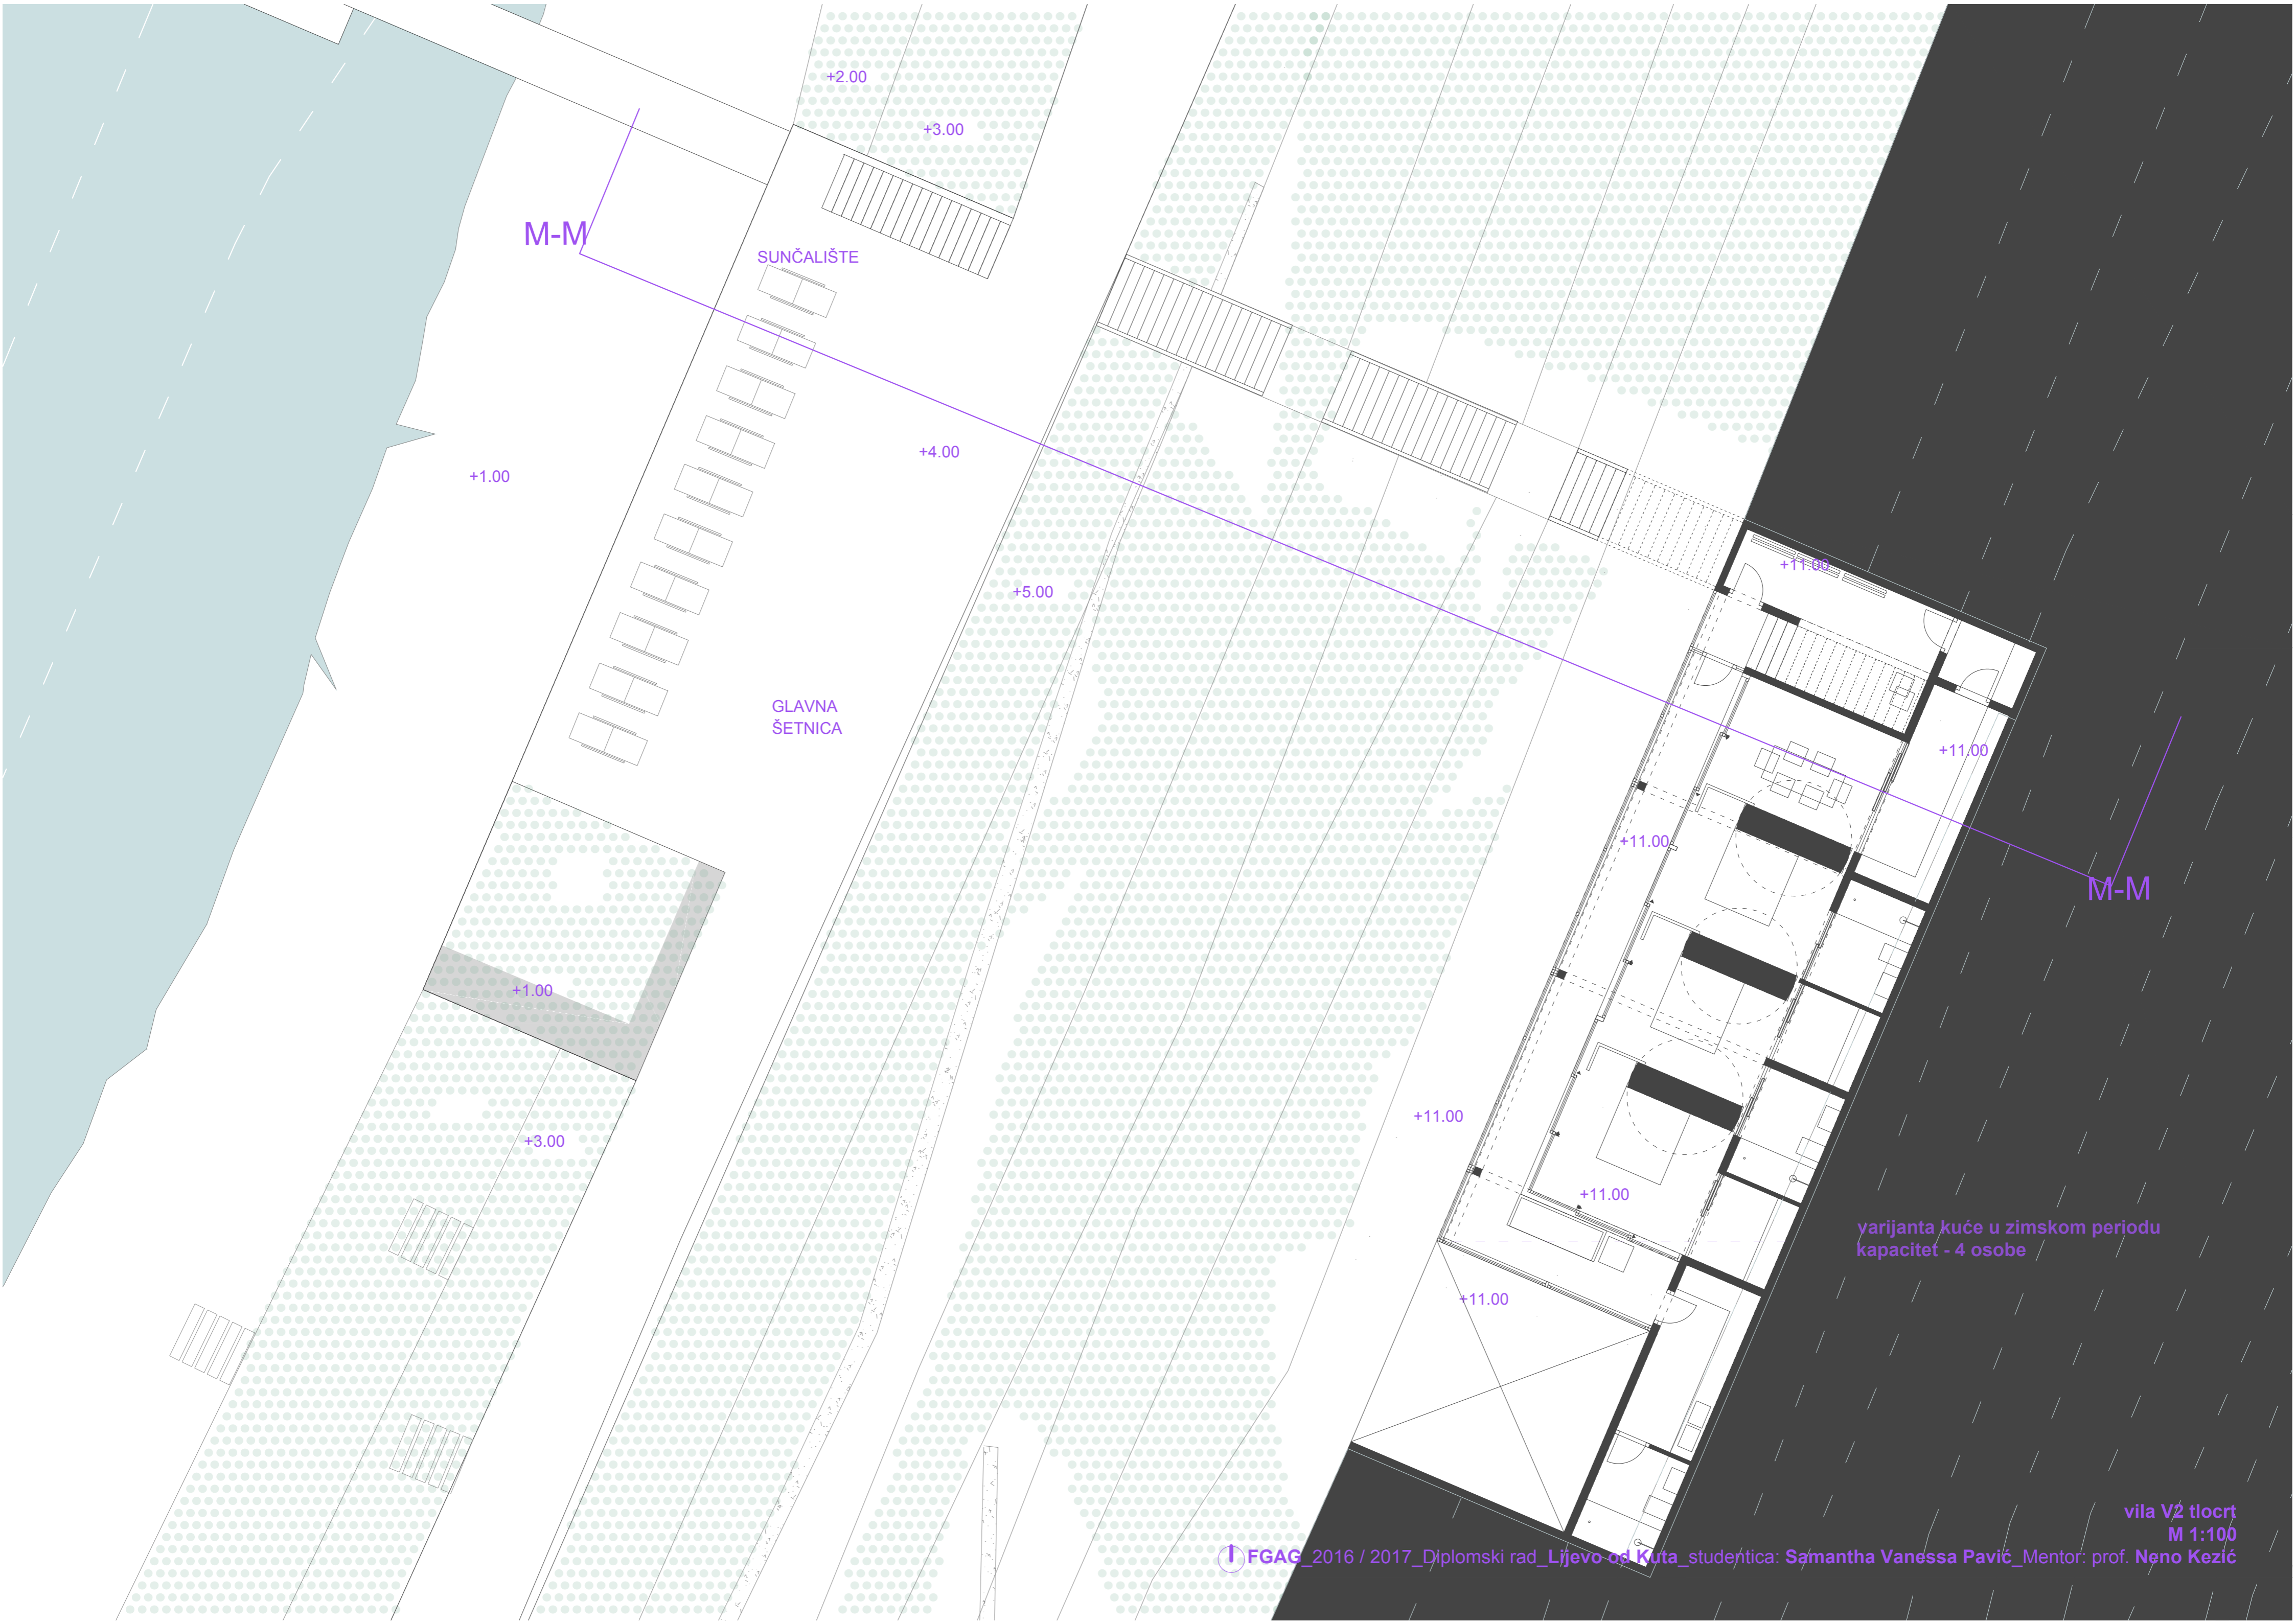 +2.00
+3.00
M-M
SUNČALIŠTE
+4.00
+1.00
+11.00
+5.00
GLAVNA
ŠETNICA
+11.00
+11.00
M-M
+1.00
+11.00
+3.00
+11.00
varijanta kuće u zimskom periodu
kapacitet - 4 osobe
+11.00
vila V2 tlocrt
M 1:100
FGAG_2016 / 2017_Diplomski rad_Lijevo od Kuta_studentica: Samantha Vanessa Pavić_Mentor: prof. Neno Kezić